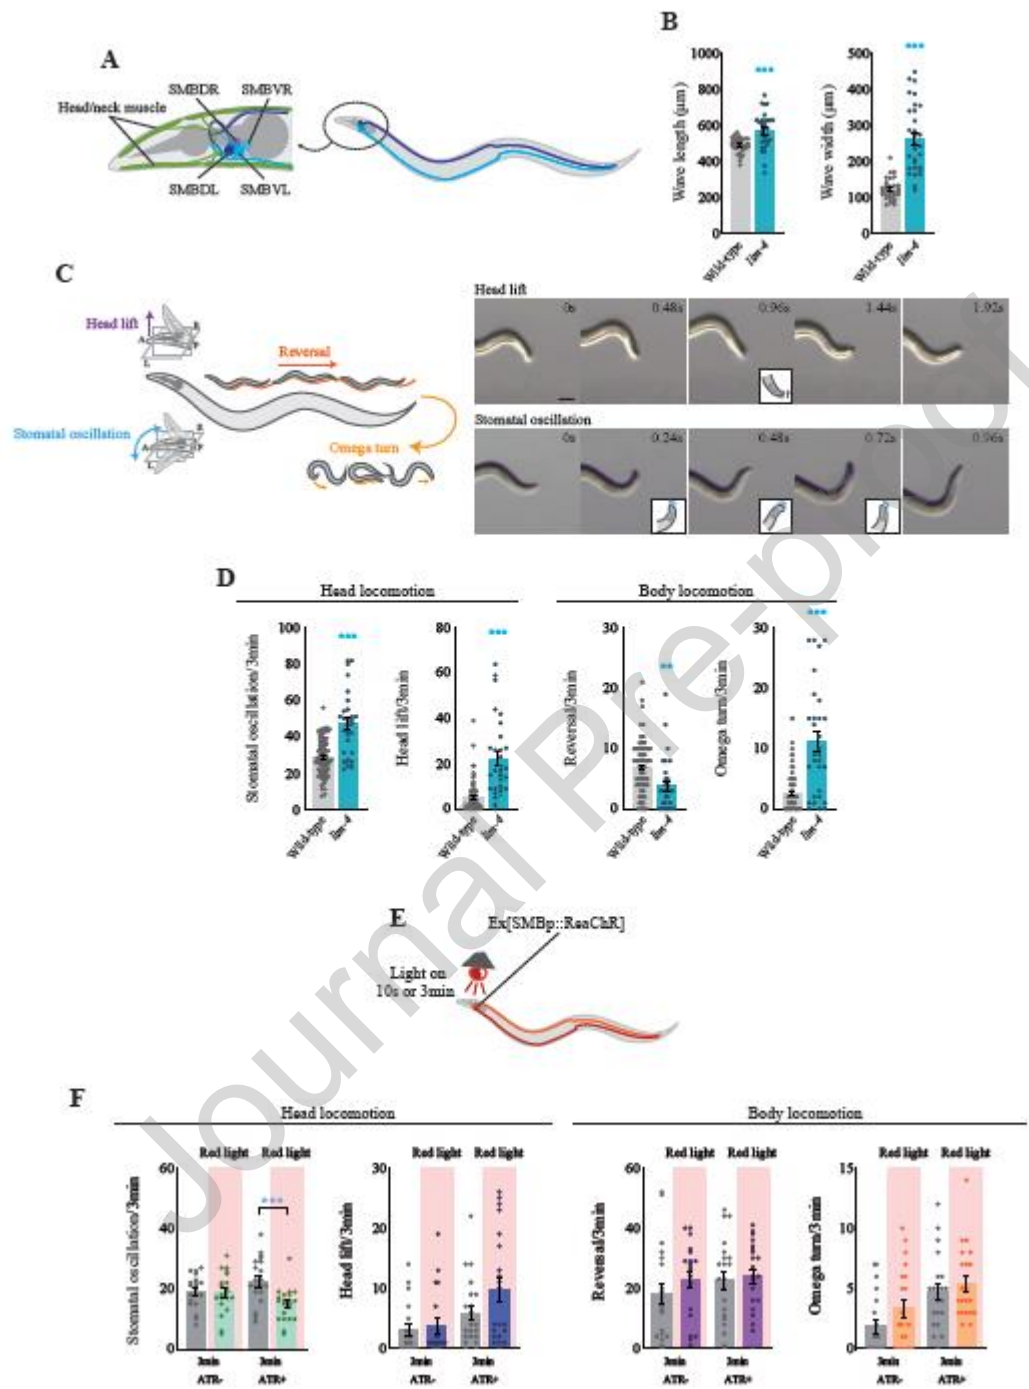 A
SMBDR
SMBVR
Head/neck muscle
SMBDL
SMBVL
B
1000
800
600
400
200
0
Wave length (µm)
Wild-type
lim-4
***
500
400
300
200
100
0
Wave width (µm)
Wild-type
lim-4
***
C
Head lift
A
P
L
R
Reversal
Stomatal oscillation
A
P
L
R
Omega turn
Head lift
0s
0.48s
0.96s
1.44s
1.92s
Stomatal oscillation
0s
0.24s
0.48s
0.72s
0.96s
D
Head locomotion
Body locomotion
100
80
60
40
20
0
Stomatal oscillation/3min
Wild-type
lim-4
***
80
60
40
20
0
Head lift/3min
Wild-type
lim-4
***
30
20
10
0
Reversal/3min
Wild-type
lim-4
**
30
20
10
0
Omega turn/3min
Wild-type
lim-4
***
E
Ex[SMBp::ReaChR]
Light on
10s or 3min
F
Head locomotion
Body locomotion
Red light Red light
60
40
20
0
Stomatal oscillation/3min
***
3min 3min
ATR- ATR+
Red light Red light
30
20
10
0
Head lift/3min
3min 3min
ATR- ATR+
Red light Red light
60
40
20
0
Reversal/3min
3min 3min
ATR- ATR+
Red light Red light
15
10
5
0
Omega turn/3min
3min 3min
ATR- ATR+
Journal Pre-proof